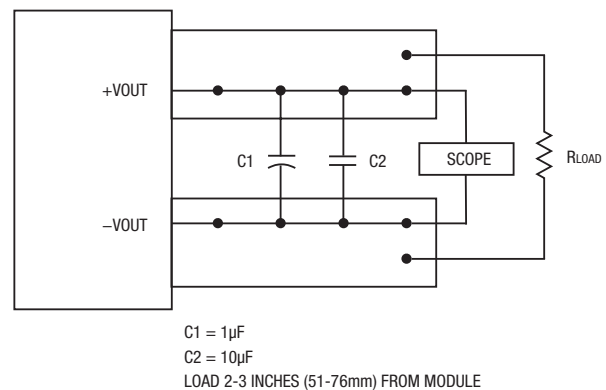 +VOUT
C1
C2
SCOPE
RLOAD
−VOUT
C1 = 1µF
C2 = 10µF
LOAD 2-3 INCHES (51-76mm) FROM MODULE